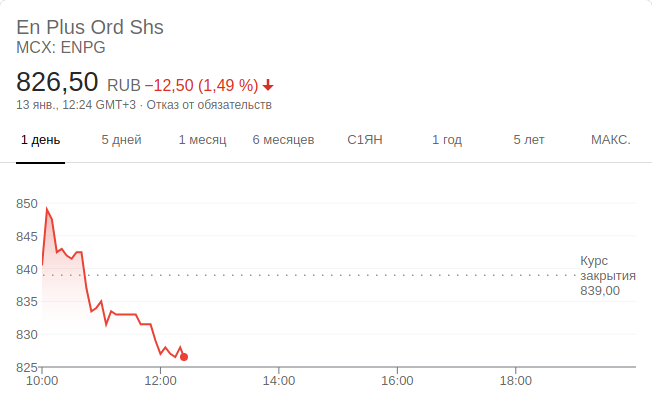 En Plus Ord Shs
MCX: ENPG
826,50 RUB −12,50 (1,49 %)
13 янв., 12:24 GMT+3 · Отказ от обязательств
1 день 5 дней 1 месяц 6 месяцев С1ЯН 1 год 5 лет МАКС.
850
845
840
835
830
825
Курс
закрытия
839,00
10:00 12:00 14:00 16:00 18:00